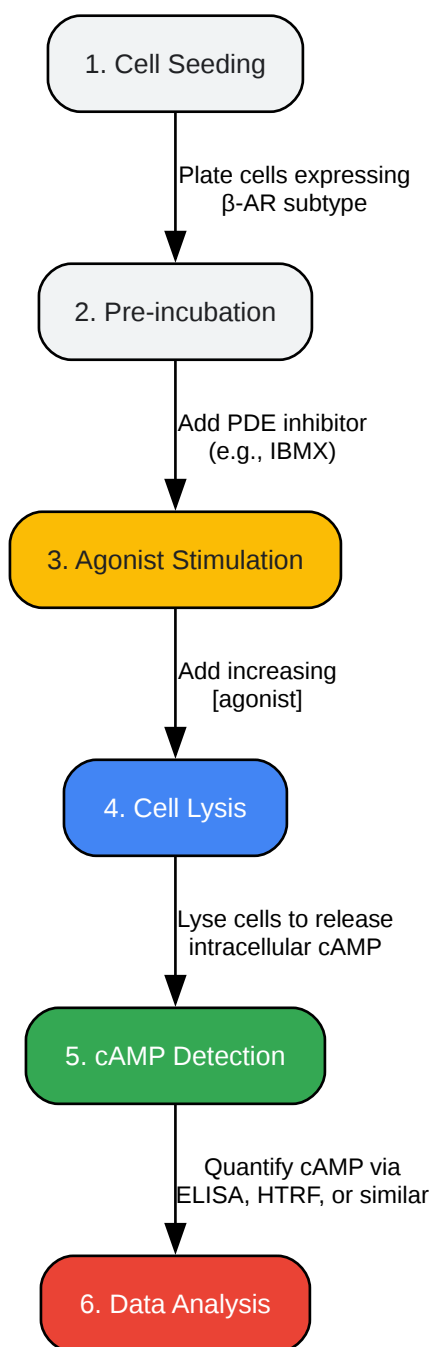 1. Cell Seeding
Plate cells expressing
β-AR subtype
2. Pre-incubation
Add PDE inhibitor
(e.g., IBMX)
3. Agonist Stimulation
Add increasing
[agonist]
4. Cell Lysis
Lyse cells to release
intracellular cAMP
5. cAMP Detection
Quantify cAMP via
ELISA, HTRF, or similar
6. Data Analysis